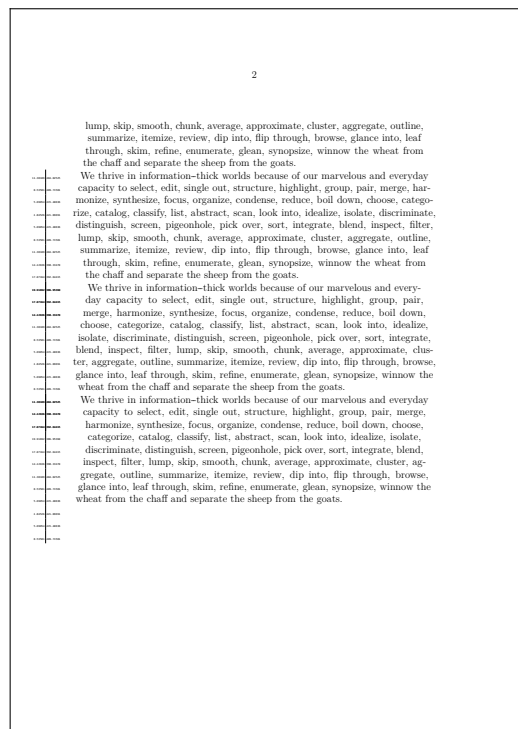 2
lump, skip, smooth, chunk, average, approximate, cluster, aggregate, outline,
summarize, itemize, review, dip into, flip through, browse, glance into, leaf
through, skim, refine, enumerate, glean, synopsize, winnow the wheat from
the chaff and separate the sheep from the goats.
We thrive in information–thick worlds because of our marvelous and everyday
capacity to select, edit, single out, structure, highlight, group, pair, merge, har-
monize, synthesize, focus, organize, condense, reduce, boil down, choose, catego-
rize, catalog, classify, list, abstract, scan, look into, idealize, isolate, discriminate,
distinguish, screen, pigeonhole, pick over, sort, integrate, blend, inspect, filter,
lump, skip, smooth, chunk, average, approximate, cluster, aggregate, outline,
summarize, itemize, review, dip into, flip through, browse, glance into, leaf
through, skim, refine, enumerate, glean, synopsize, winnow the wheat from
the chaff and separate the sheep from the goats.
We thrive in information–thick worlds because of our marvelous and every-
day capacity to select, edit, single out, structure, highlight, group, pair,
merge, harmonize, synthesize, focus, organize, condense, reduce, boil down,
choose, categorize, catalog, classify, list, abstract, scan, look into, idealize,
isolate, discriminate, distinguish, screen, pigeonhole, pick over, sort, integrate,
blend, inspect, filter, lump, skip, smooth, chunk, average, approximate, clus-
ter, aggregate, outline, summarize, itemize, review, dip into, flip through, browse,
glance into, leaf through, skim, refine, enumerate, glean, synopsize, winnow the
wheat from the chaff and separate the sheep from the goats.
We thrive in information–thick worlds because of our marvelous and everyday
capacity to select, edit, single out, structure, highlight, group, pair, merge,
harmonize, synthesize, focus, organize, condense, reduce, boil down, choose,
categorize, catalog, classify, list, abstract, scan, look into, idealize, isolate,
discriminate, distinguish, screen, pigeonhole, pick over, sort, integrate, blend,
inspect, filter, lump, skip, smooth, chunk, average, approximate, cluster, ag-
gregate, outline, summarize, itemize, review, dip into, flip through, browse,
glance into, leaf through, skim, refine, enumerate, glean, synopsize, winnow the
wheat from the chaff and separate the sheep from the goats.